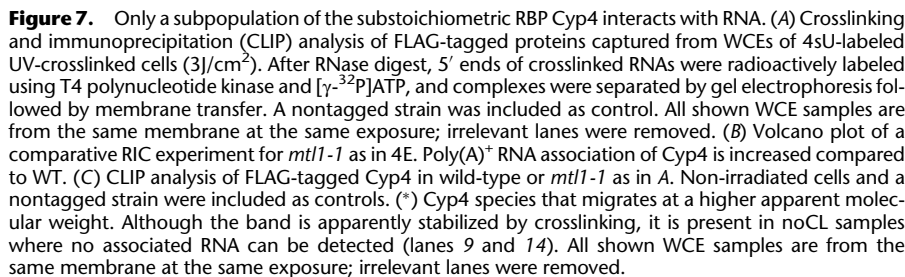 Figure 7. Only a subpopulation of the substoichiometric RBP Cyp4 interacts with RNA. (A) Crosslinking
and immunoprecipitation (CLIP) analysis of FLAG-tagged proteins captured from WCEs of 4sU-labeled
UV-crosslinked cells (3J/cm²). After RNase digest, 5′ ends of crosslinked RNAs were radioactively labeled
using T4 polynucleotide kinase and [γ-³²P]ATP, and complexes were separated by gel electrophoresis fol-
lowed by membrane transfer. A nontagged strain was included as control. All shown WCE samples are
from the same membrane at the same exposure; irrelevant lanes were removed. (B) Volcano plot of a
comparative RIC experiment for mtl1-1 as in 4E. Poly(A)⁺ RNA association of Cyp4 is increased compared
to WT. (C) CLIP analysis of FLAG-tagged Cyp4 in wild-type or mtl1-1 as in A. Non-irradiated cells and a
nontagged strain were included as controls. (*) Cyp4 species that migrates at a higher apparent molec-
ular weight. Although the band is apparently stabilized by crosslinking, it is present in noCL samples
where no associated RNA can be detected (lanes 9 and 14). All shown WCE samples are from the
same membrane at the same exposure; irrelevant lanes were removed.